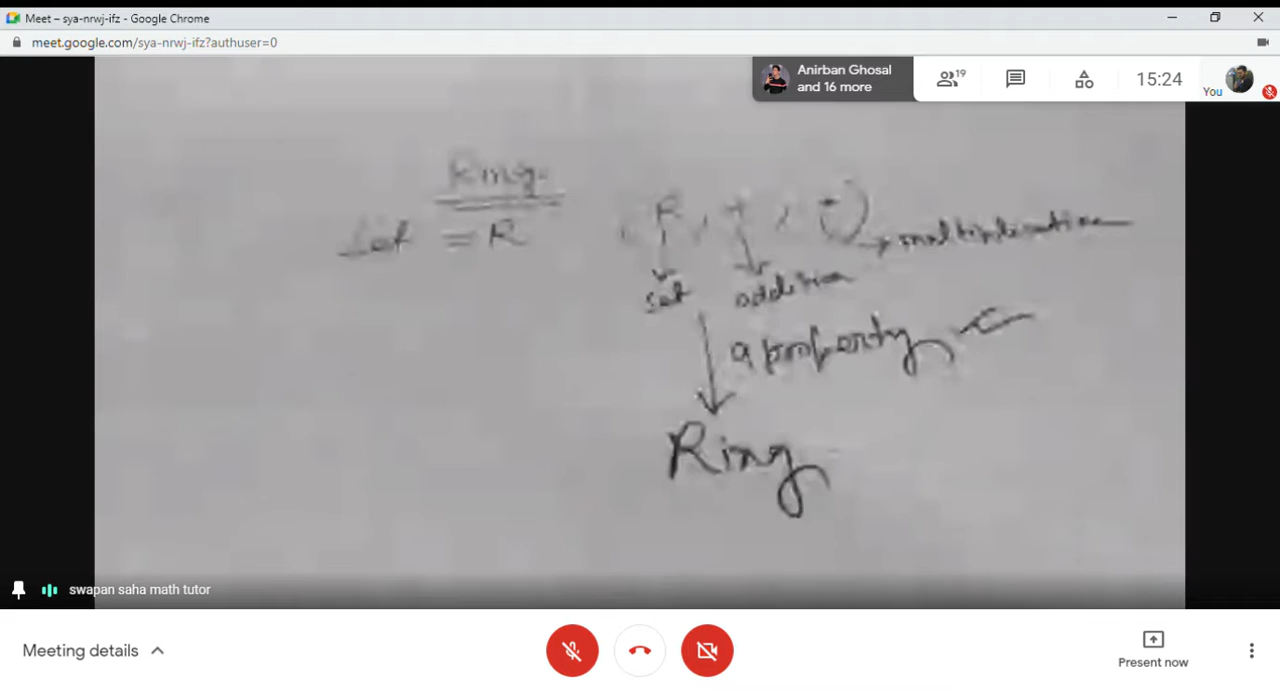 Meet – sya-nrwj-ifz - Google Chrome
meet.google.com/sya-nrwj-ifz?authuser=0
Anirban Ghosal
and 16 more
19
15:24
You
Ring
Set = R
(R, +, ·)
multiplication
set
addition
a property
Ring
swapan saha math tutor
Meeting details
Present now